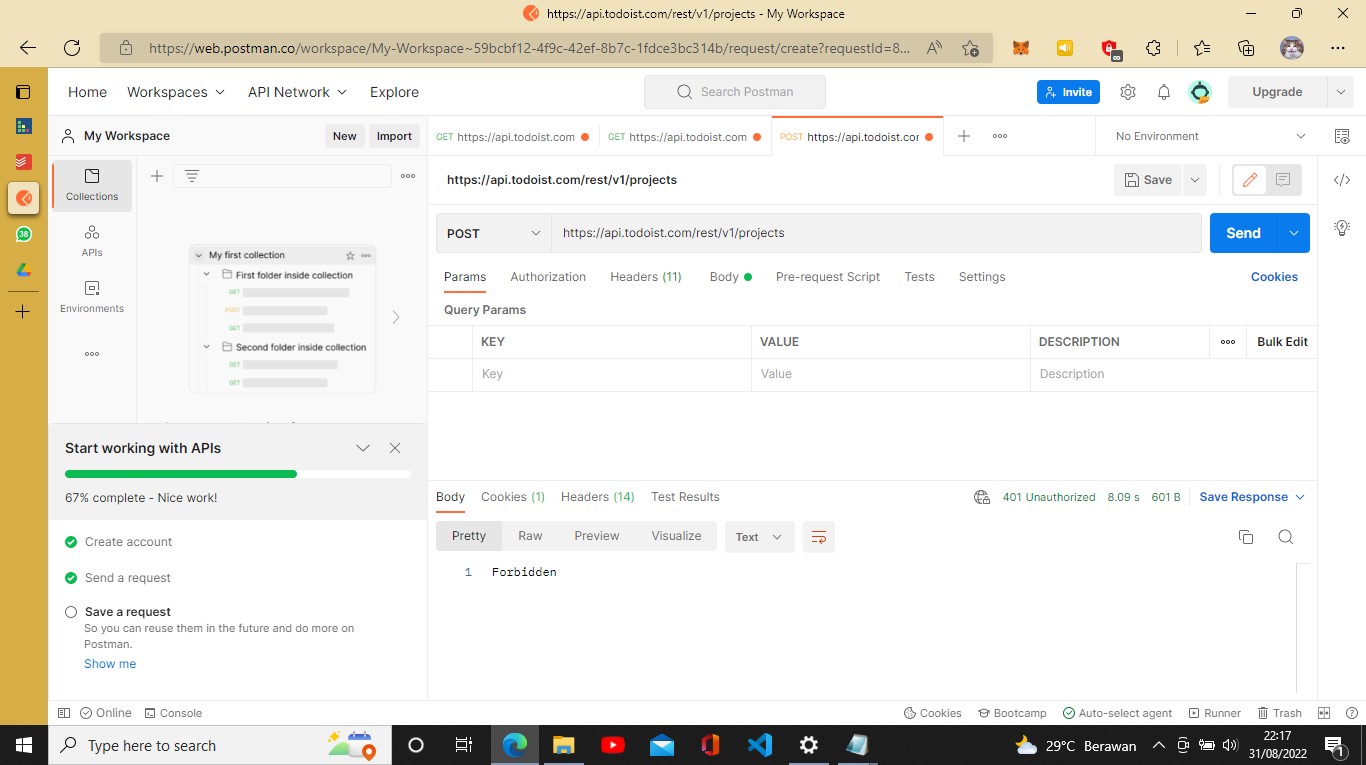 https://api.todoist.com/rest/v1/projects - My Workspace
https://web.postman.co/workspace/My-Workspace~59bcbf12-4f9c-42ef-8b7c-1fdce3bc314b/request/create?requestId=8...
Home Workspaces API Network Explore
Search Postman
Invite
Upgrade
My Workspace
New Import
GET https://api.todoist.com
GET https://api.todoist.com
POST https://api.todoist.cor
No Environment
Collections
APIs
Environments
My first collection
First folder inside collection
GET
POST
GET
Second folder inside collection
GET
GET
https://api.todoist.com/rest/v1/projects
Save
POST https://api.todoist.com/rest/v1/projects
Send
Params Authorization Headers (11) Body Pre-request Script Tests Settings Cookies
Query Params
KEY VALUE DESCRIPTION Bulk Edit
Key Value Description
Start working with APIs
67% complete - Nice work!
Create account
Send a request
Save a request
So you can reuse them in the future and do more on
Postman.
Show me
Body Cookies (1) Headers (14) Test Results
401 Unauthorized 8.09 s 601 B Save Response
Pretty Raw Preview Visualize Text
1 Forbidden
Online Console
Cookies Bootcamp Auto-select agent Runner Trash
Type here to search
29°C Berawan
22:17
31/08/2022
1
38